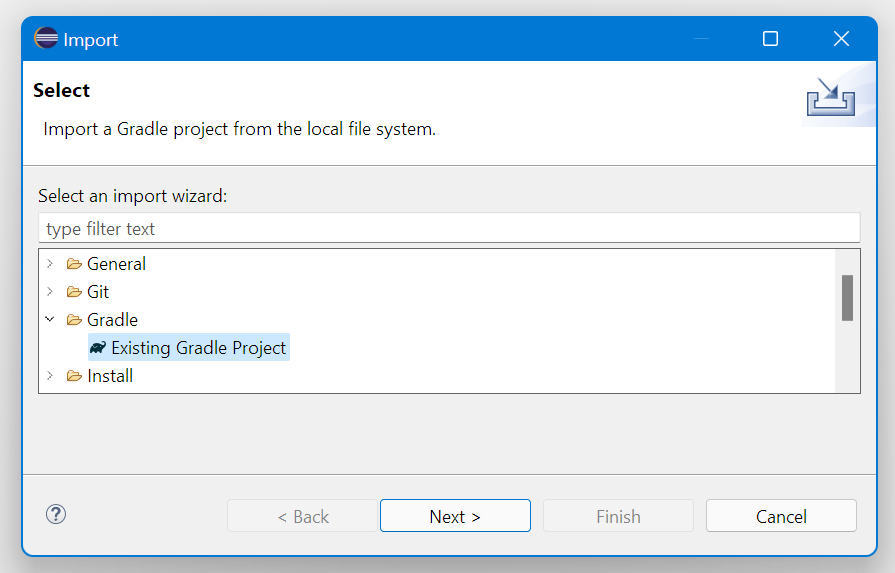 Import
Select
Import a Gradle project from the local file system.
Select an import wizard:
type filter text
General
Git
Gradle
Existing Gradle Project
Install
?
< Back
Next >
Finish
Cancel